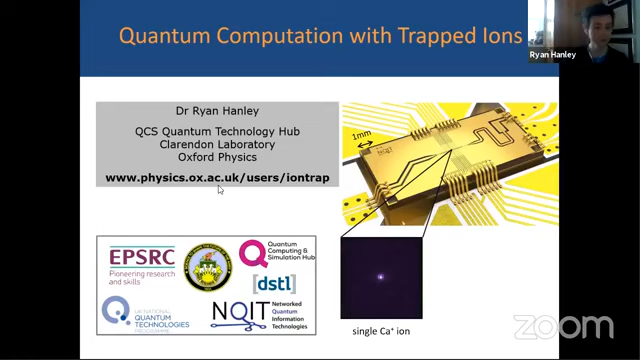 Quantum Computation with Trapped Ions
Ryan Hanley
Dr Ryan Hanley
QCS Quantum Technology Hub
Clarendon Laboratory
Oxford Physics
www.physics.ox.ac.uk/users/iontrap
1mm
single Ca⁺ ion
EPSRC
Pioneering research
and skills
Quantum
Computing &
Simulation Hub
[dstl]
UK NATIONAL
QUANTUM
TECHNOLOGIES
PROGRAMME
NQIT
Networked
Quantum
Information
Technologies
zoom